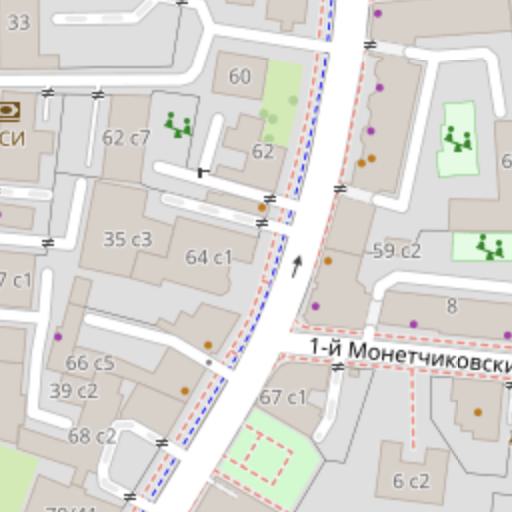 33
60
СИ
62 с7
62
35 с3
64 с1
59 с2
7 с1
8
1-й Монетчиковски
66 с5
39 с2
67 с1
68 с2
6 с2